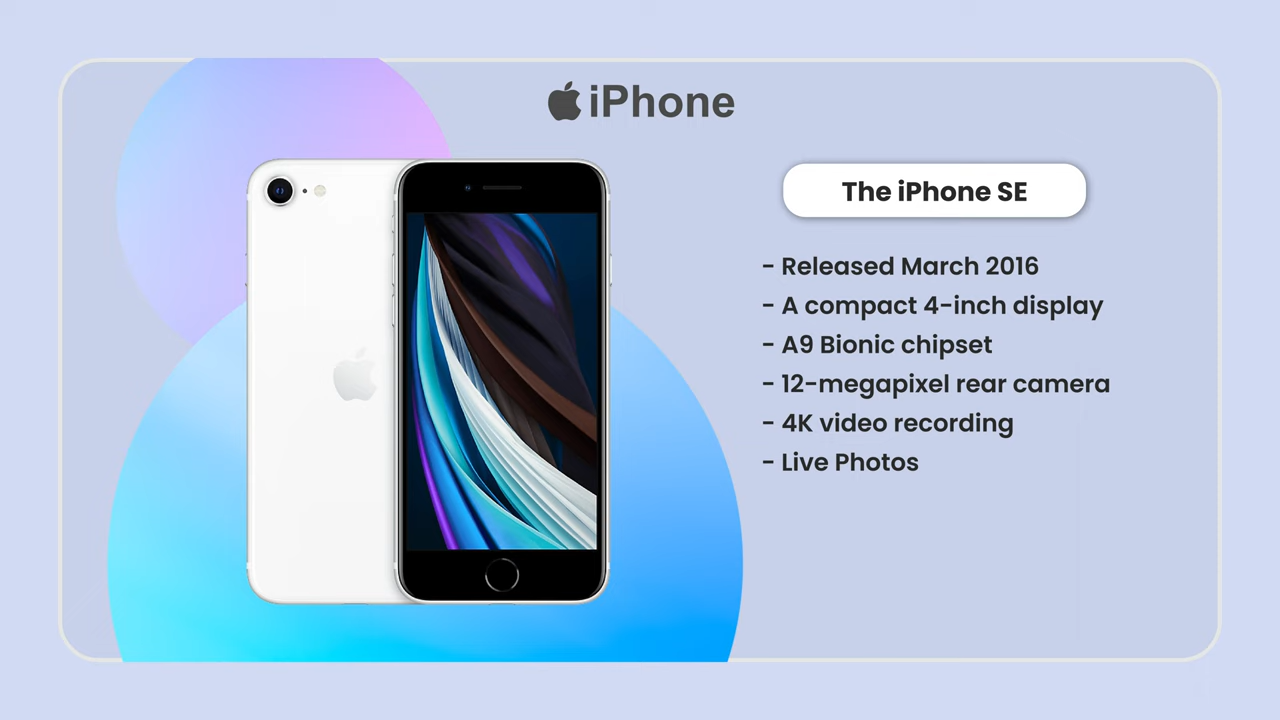 iPhone
The iPhone SE
- Released March 2016
- A compact 4-inch display
- A9 Bionic chipset
- 12-megapixel rear camera
- 4K video recording
- Live Photos